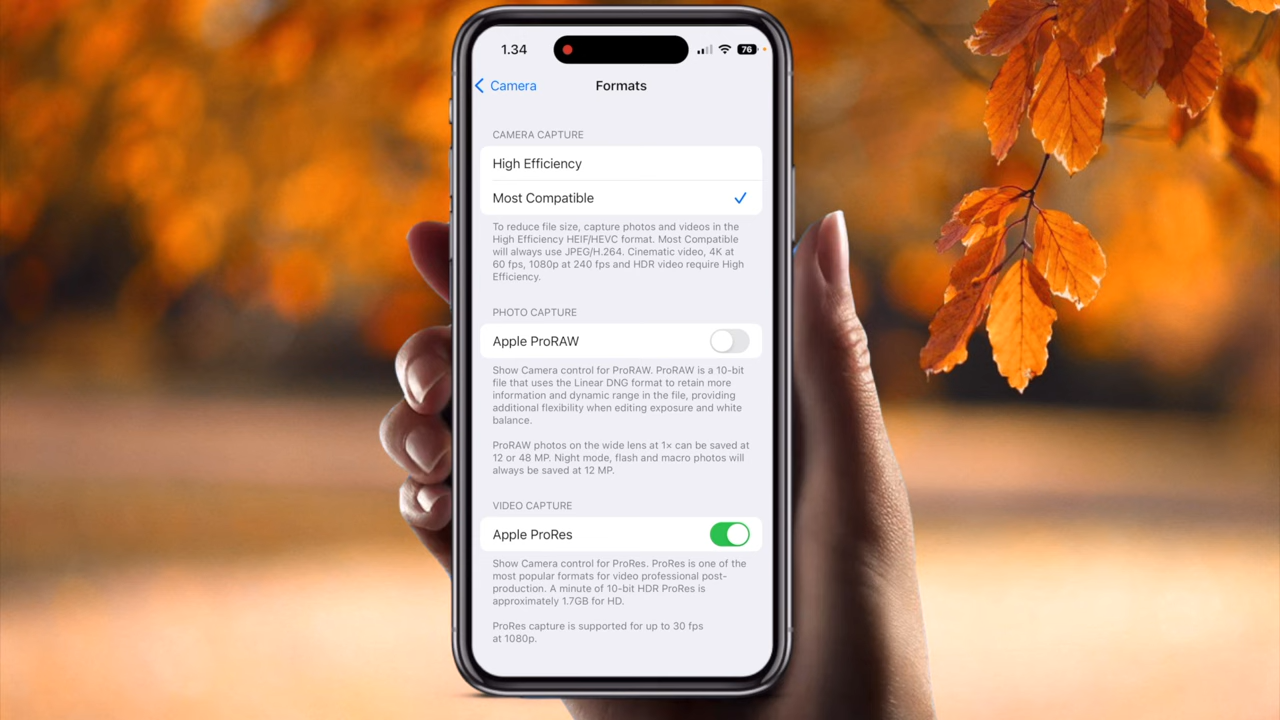 1.34
76
Camera
Formats
CAMERA CAPTURE
High Efficiency
Most Compatible
To reduce file size, capture photos and videos in the
High Efficiency HEIF/HEVC format. Most Compatible
will always use JPEG/H.264. Cinematic video, 4K at
60 fps, 1080p at 240 fps and HDR video require High
Efficiency.
PHOTO CAPTURE
Apple ProRAW
Show Camera control for ProRAW. ProRAW is a 10-bit
file that uses the Linear DNG format to retain more
information and dynamic range in the file, providing
additional flexibility when editing exposure and white
balance.
ProRAW photos on the wide lens at 1× can be saved at
12 or 48 MP. Night mode, flash and macro photos will
always be saved at 12 MP.
VIDEO CAPTURE
Apple ProRes
Show Camera control for ProRes. ProRes is one of the
most popular formats for video professional post-
production. A minute of 10-bit HDR ProRes is
approximately 1.7GB for HD.
ProRes capture is supported for up to 30 fps
at 1080p.